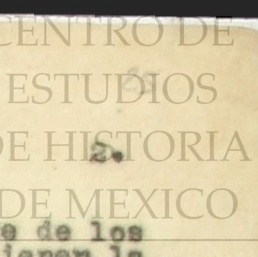 CENTRO DE
ESTUDIOS
2.
DE HISTORIA
DE MEXICO
e de los